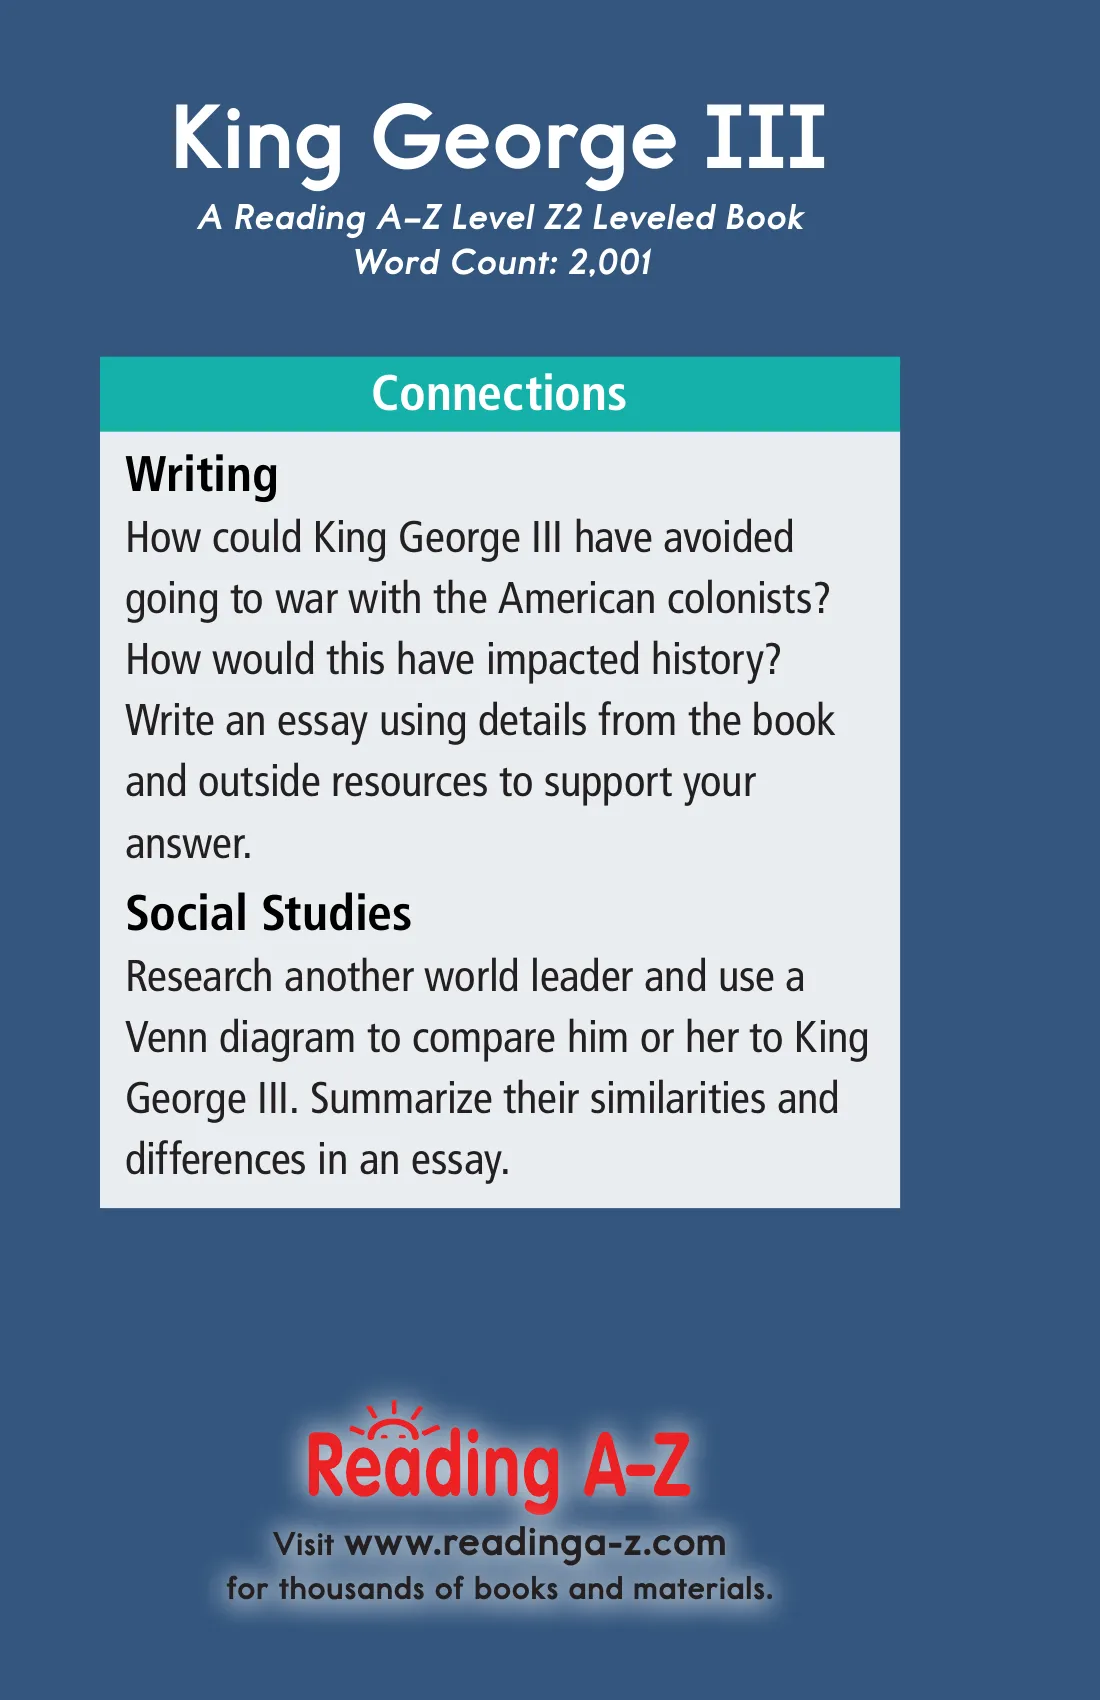 King George III
A Reading A–Z Level Z2 Leveled Book
Word Count: 2,001
Connections
Writing
How could King George III have avoided
going to war with the American colonists?
How would this have impacted history?
Write an essay using details from the book
and outside resources to support your
answer.
Social Studies
Research another world leader and use a
Venn diagram to compare him or her to King
George III. Summarize their similarities and
differences in an essay.
Reading A–Z
Visit www.readinga-z.com
for thousands of books and materials.